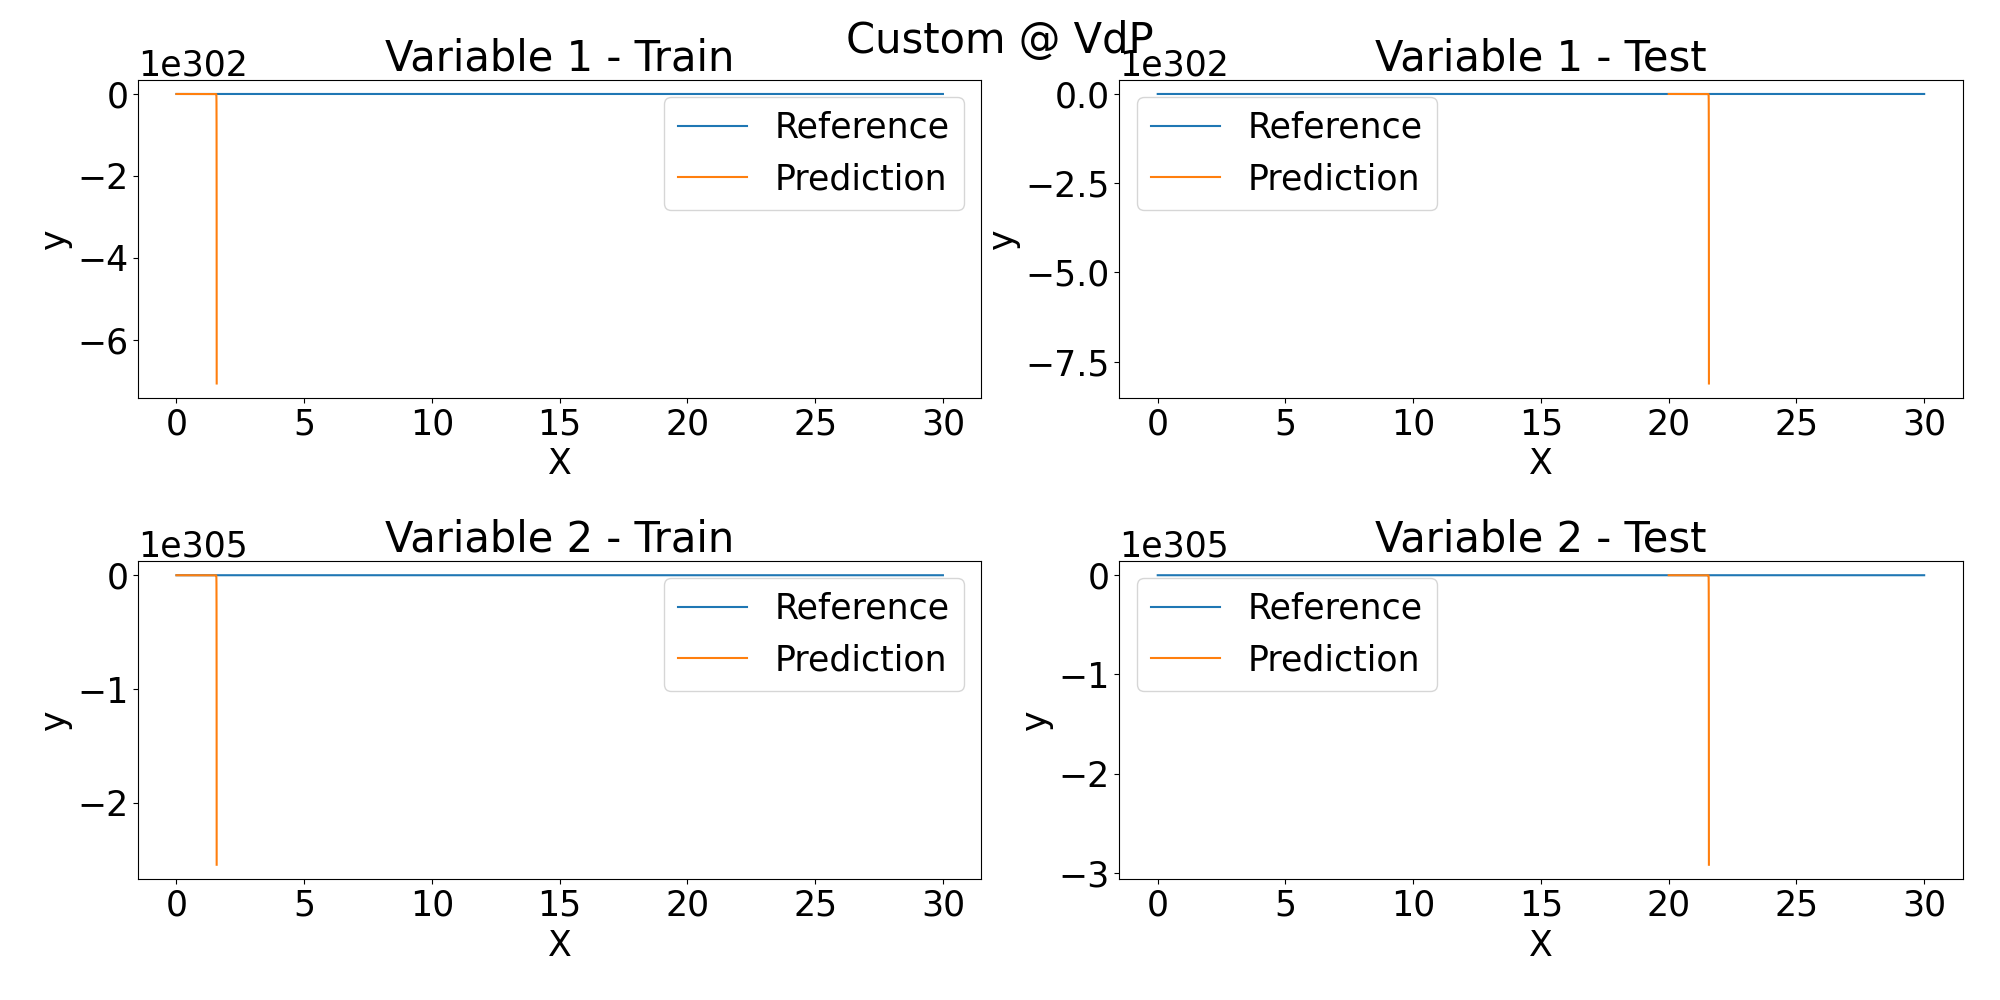 Custom @ VdP
1e302
Variable 1 - Train
0
−2
−4
−6
y
Reference
Prediction
0 5 10 15 20 25 30
X
1e302
Variable 1 - Test
0.0
−2.5
−5.0
−7.5
y
Reference
Prediction
0 5 10 15 20 25 30
X
1e305
Variable 2 - Train
0
−1
−2
y
Reference
Prediction
0 5 10 15 20 25 30
X
1e305
Variable 2 - Test
0
−1
−2
−3
y
Reference
Prediction
0 5 10 15 20 25 30
X